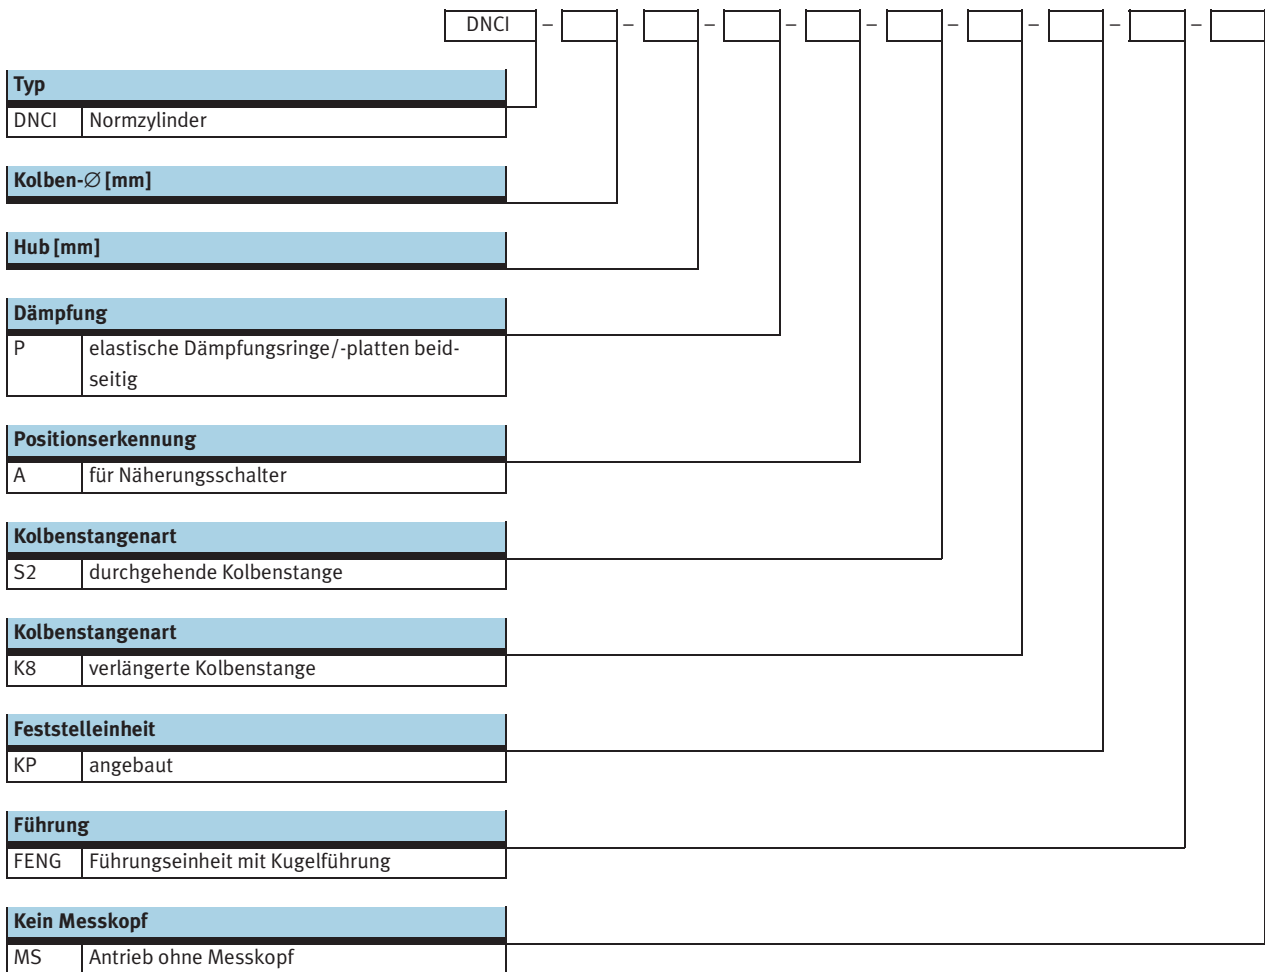 DNCI – – – – – – – – –
Typ
DNCI Normzylinder
Kolben-∅ [mm]
Hub [mm]
Dämpfung
P elastische Dämpfungsringe/-platten beid-
seitig
Positionserkennung
A für Näherungsschalter
Kolbenstangenart
S2 durchgehende Kolbenstange
Kolbenstangenart
K8 verlängerte Kolbenstange
Feststelleinheit
KP angebaut
Führung
FENG Führungseinheit mit Kugelführung
Kein Messkopf
MS Antrieb ohne Messkopf